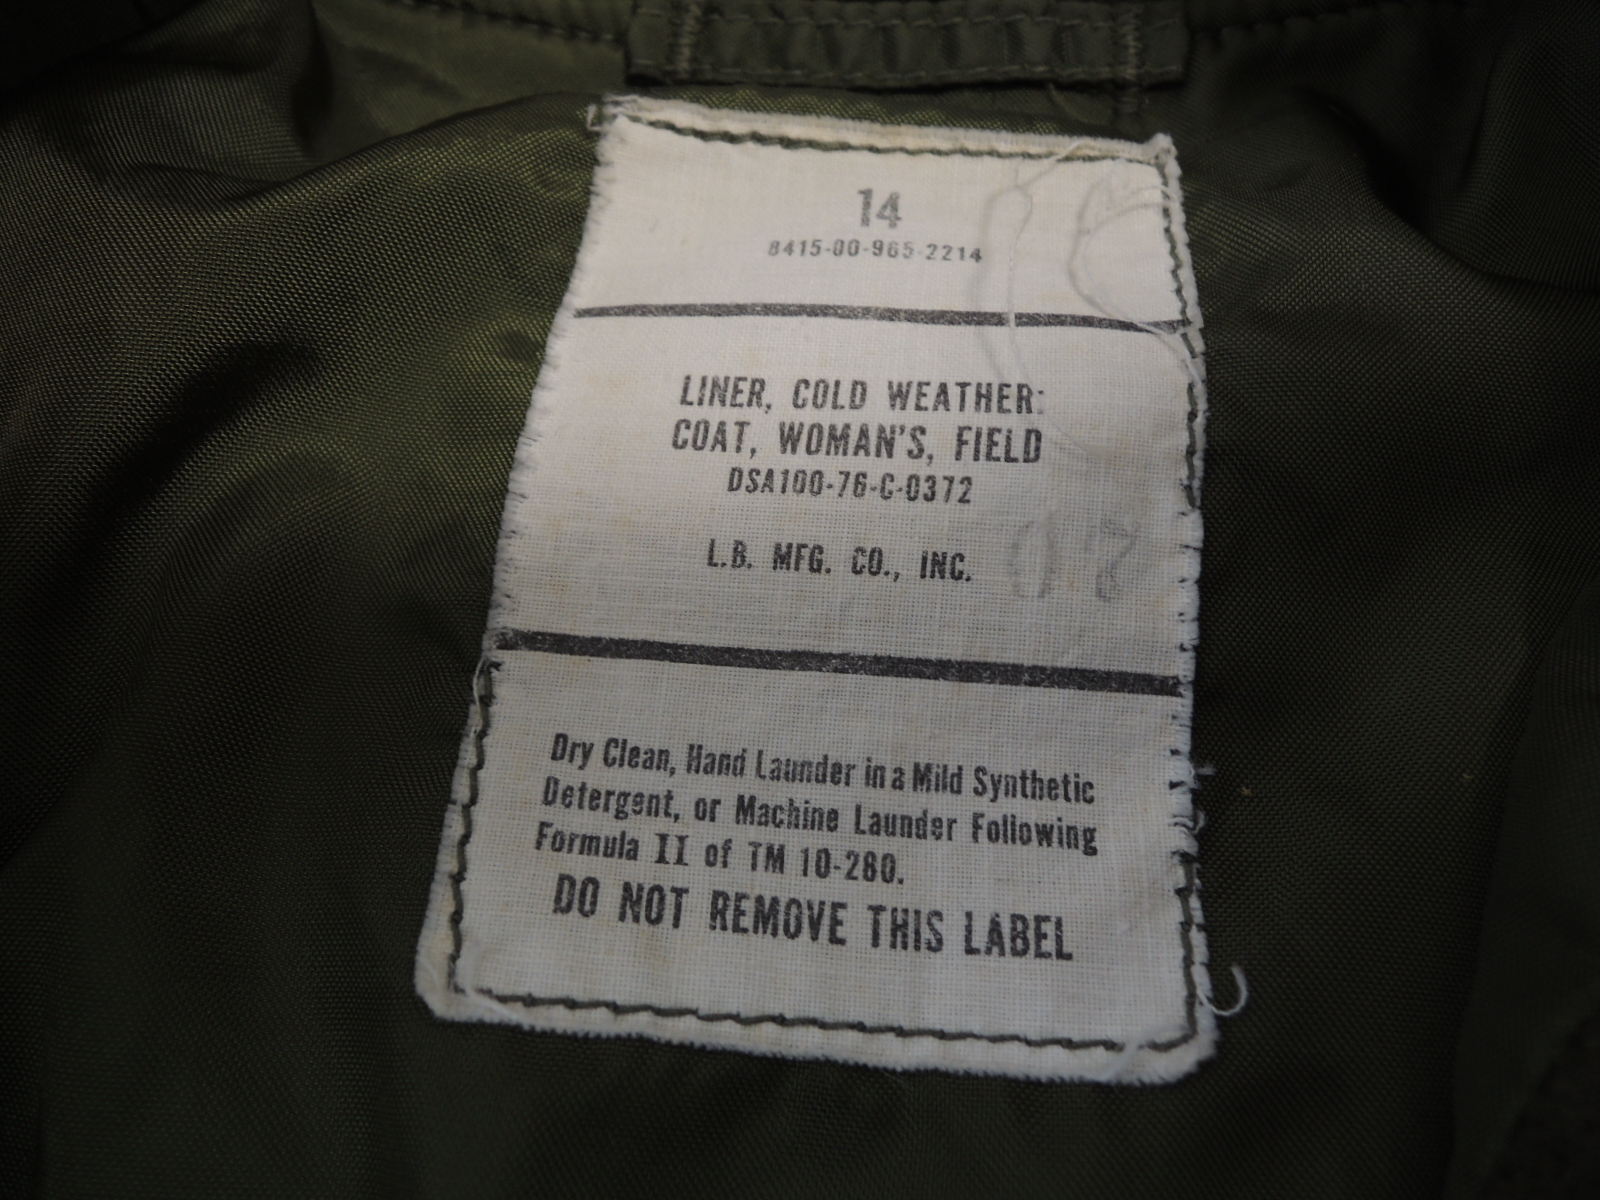 14
8415-00-965-2214
LINER, COLD WEATHER:
COAT, WOMAN'S, FIELD
DSA100-76-C-0372
L.B. MFG. CO., INC.
Dry Clean, Hand Launder in a Mild Synthetic
Detergent, or Machine Launder Following
Formula II of TM 10-280.
DO NOT REMOVE THIS LABEL